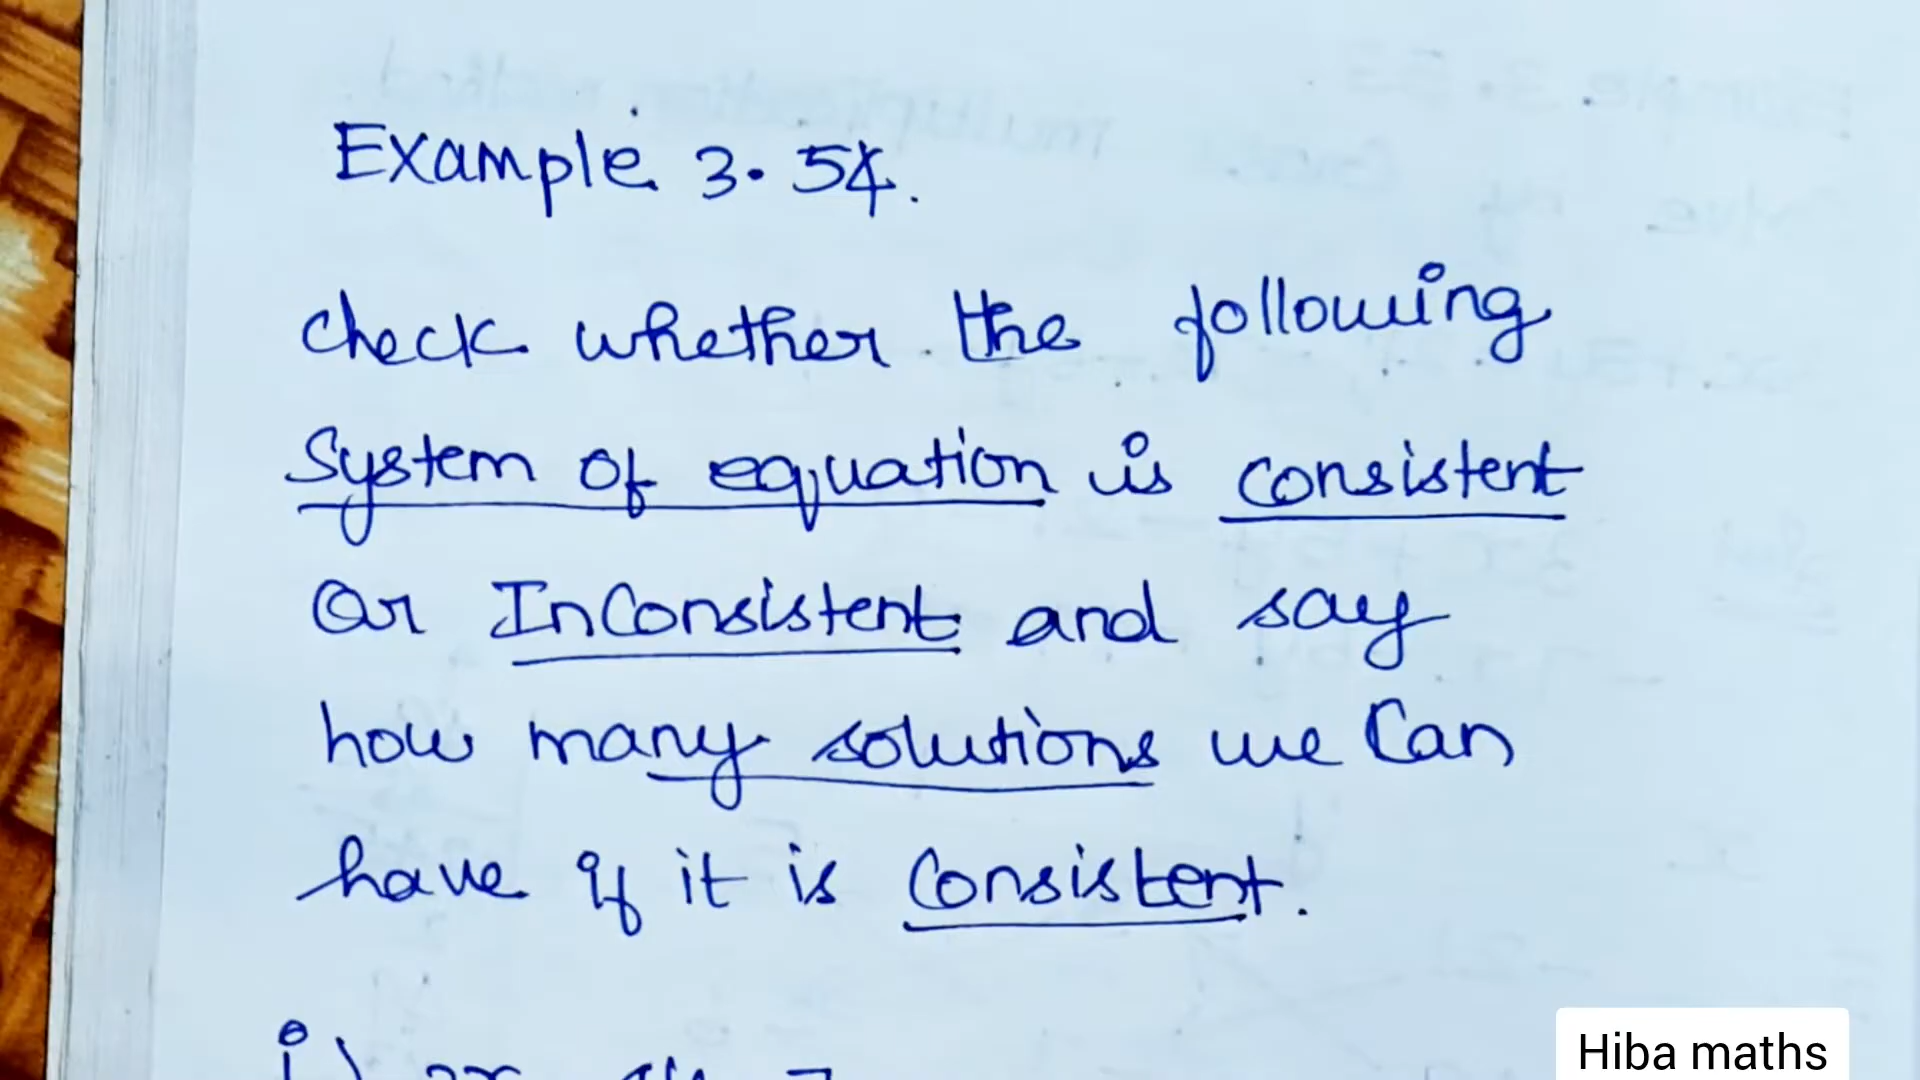 Example 3.54.
check whether the following
System of equation is consistent
Or InConsistent and say
how many solutions we Can
have if it is Consistent.
i)
Hiba maths